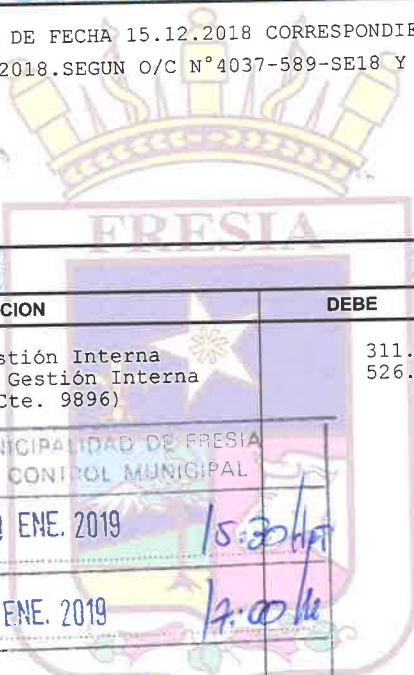 DE FECHA 15.12.2018 CORRESPONDIE
2018.SEGUN O/C N°4037-589-SE18 Y
FRESIA
CION DEBE
stión Interna 311.
Gestión Interna 526.
Cte. 9896)
NICIPALIDAD DE FRESIA
CONTROL MUNICIPAL
ENE. 2019 15:30
ENE. 2019 17:00